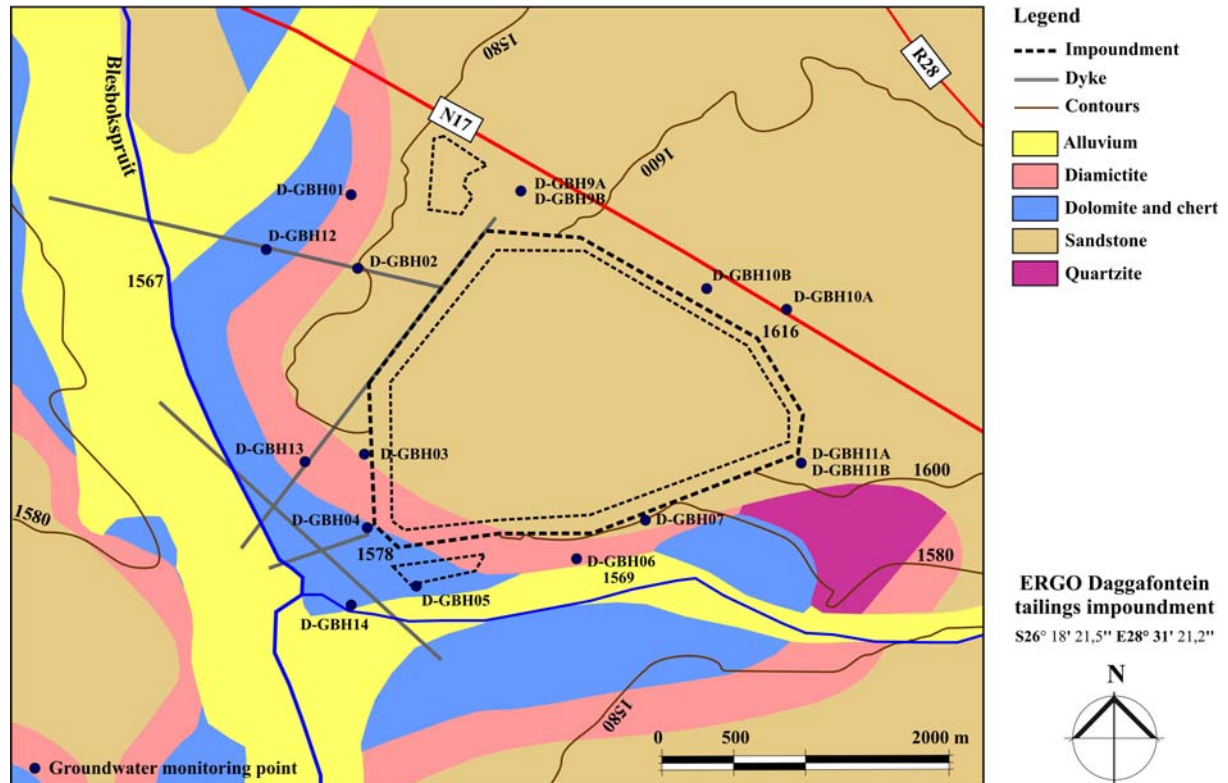 Blesbokspruit
1580
N17
R28
1600
D-GBH01
D-GBH9A
D-GBH9B
D-GBH12
D-GBH02
1567
D-GBH10B
D-GBH10A
1616
D-GBH13
D-GBH03
D-GBH11A
D-GBH11B
1600
1580
D-GBH04
D-GBH07
1578
D-GBH06
1569
1580
D-GBH05
D-GBH14
1580
0 500 2000 m
Groundwater monitoring point
Legend
Impoundment
Dyke
Contours
Alluvium
Diamictite
Dolomite and chert
Sandstone
Quartzite
ERGO Daggafontein
tailings impoundment
S26° 18' 21,5" E28° 31' 21,2"
N